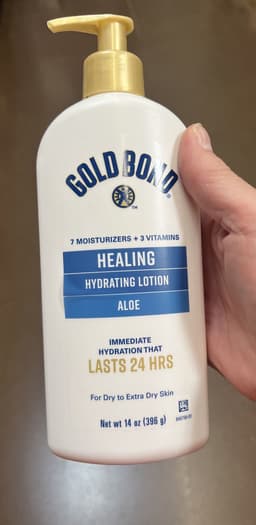 GOLD BOND®
7 MOISTURIZERS + 3 VITAMINS
HEALING
HYDRATING LOTION
ALOE
IMMEDIATE
HYDRATION THAT
LASTS 24 HRS
For Dry to Extra Dry Skin
Net wt 14 oz (396 g)